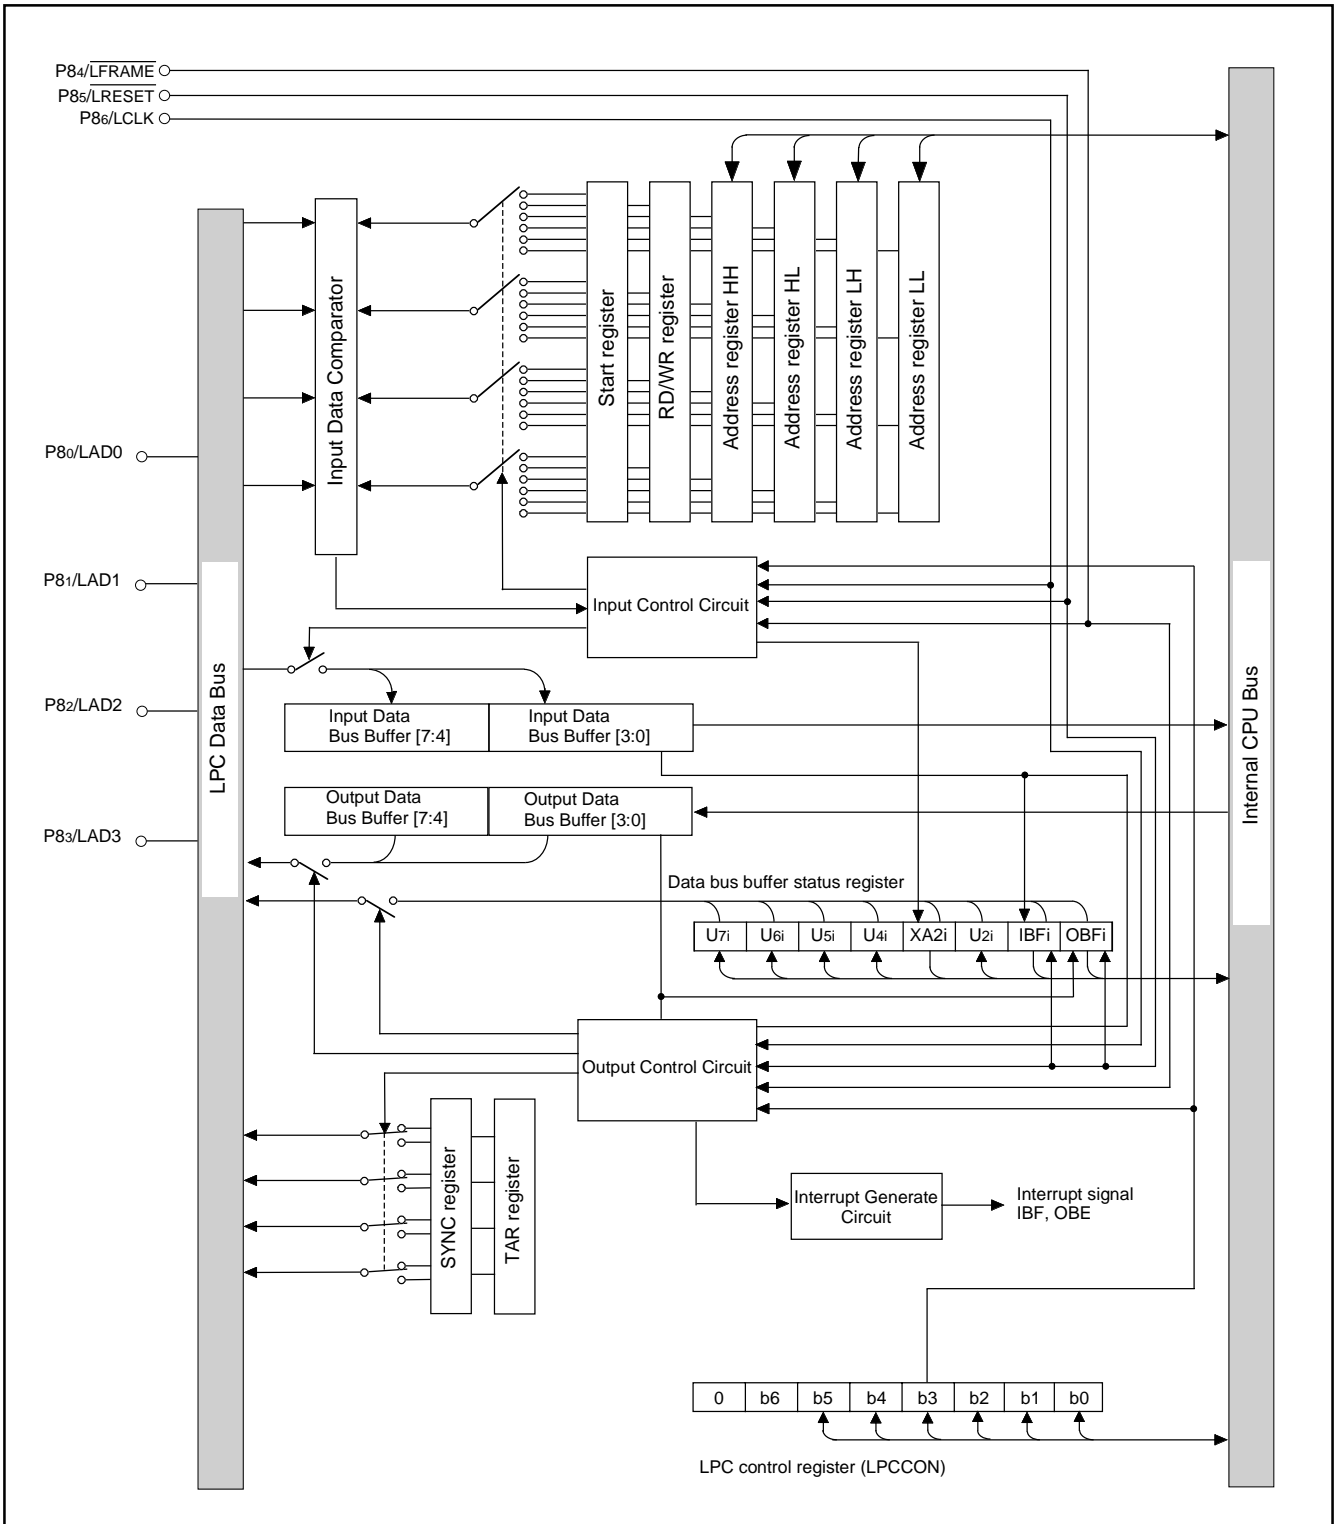 P84/LFRAME
P85/LRESET
P86/LCLK
Input Data Comparator
Start register
RD/WR register
Address register HH
Address register HL
Address register LH
Address register LL
P80/LAD0
P81/LAD1
P82/LAD2
P83/LAD3
LPC Data Bus
Internal CPU Bus
Input Control Circuit
Input Data
Bus Buffer [7:4]
Input Data
Bus Buffer [3:0]
Output Data
Bus Buffer [7:4]
Output Data
Bus Buffer [3:0]
Data bus buffer status register
U7i U6i U5i U4i XA2i U2i IBFi OBFi
Output Control Circuit
SYNC register
TAR register
Interrupt Generate
Circuit
Interrupt signal
IBF, OBE
0 b6 b5 b4 b3 b2 b1 b0
LPC control register (LPCCON)